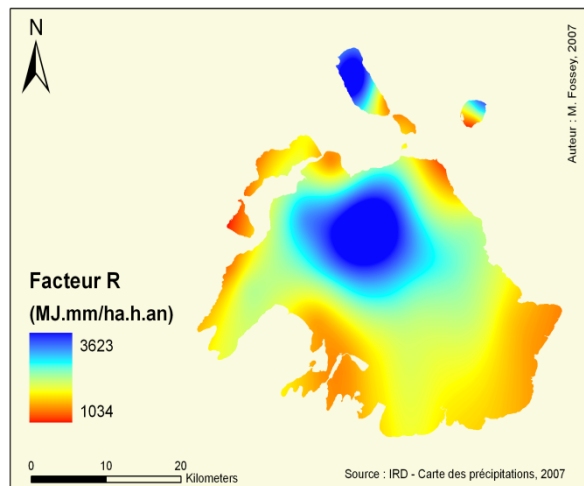 N
Auteur : M. Fossey, 2007
Facteur R
(MJ.mm/ha.h.an)
3623
1034
0 10 20
Kilometers
Source : IRD - Carte des précipitations, 2007